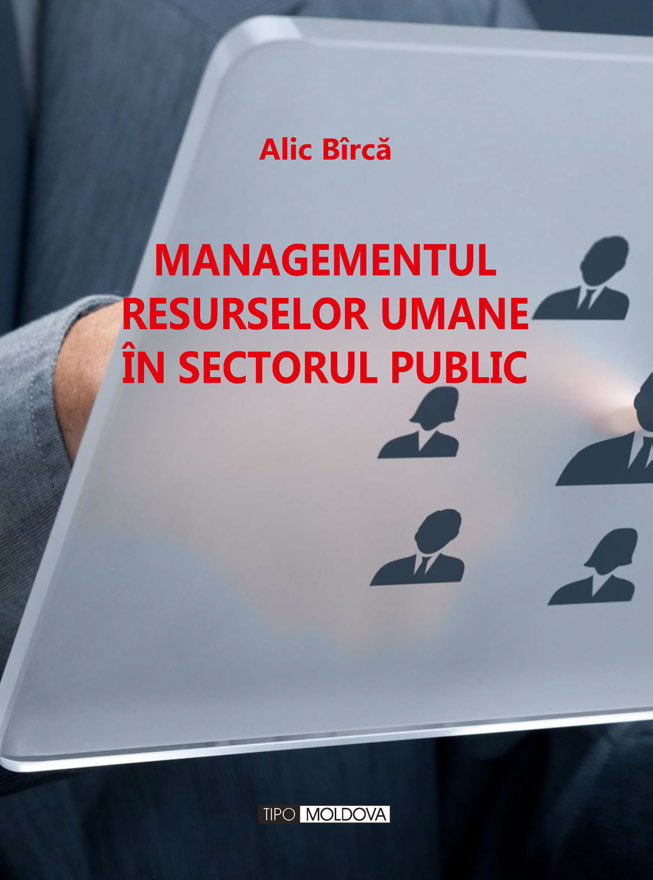 Alic Bîrcă
MANAGEMENTUL
RESURSELOR UMANE
ÎN SECTORUL PUBLIC
TIPO MOLDOVA